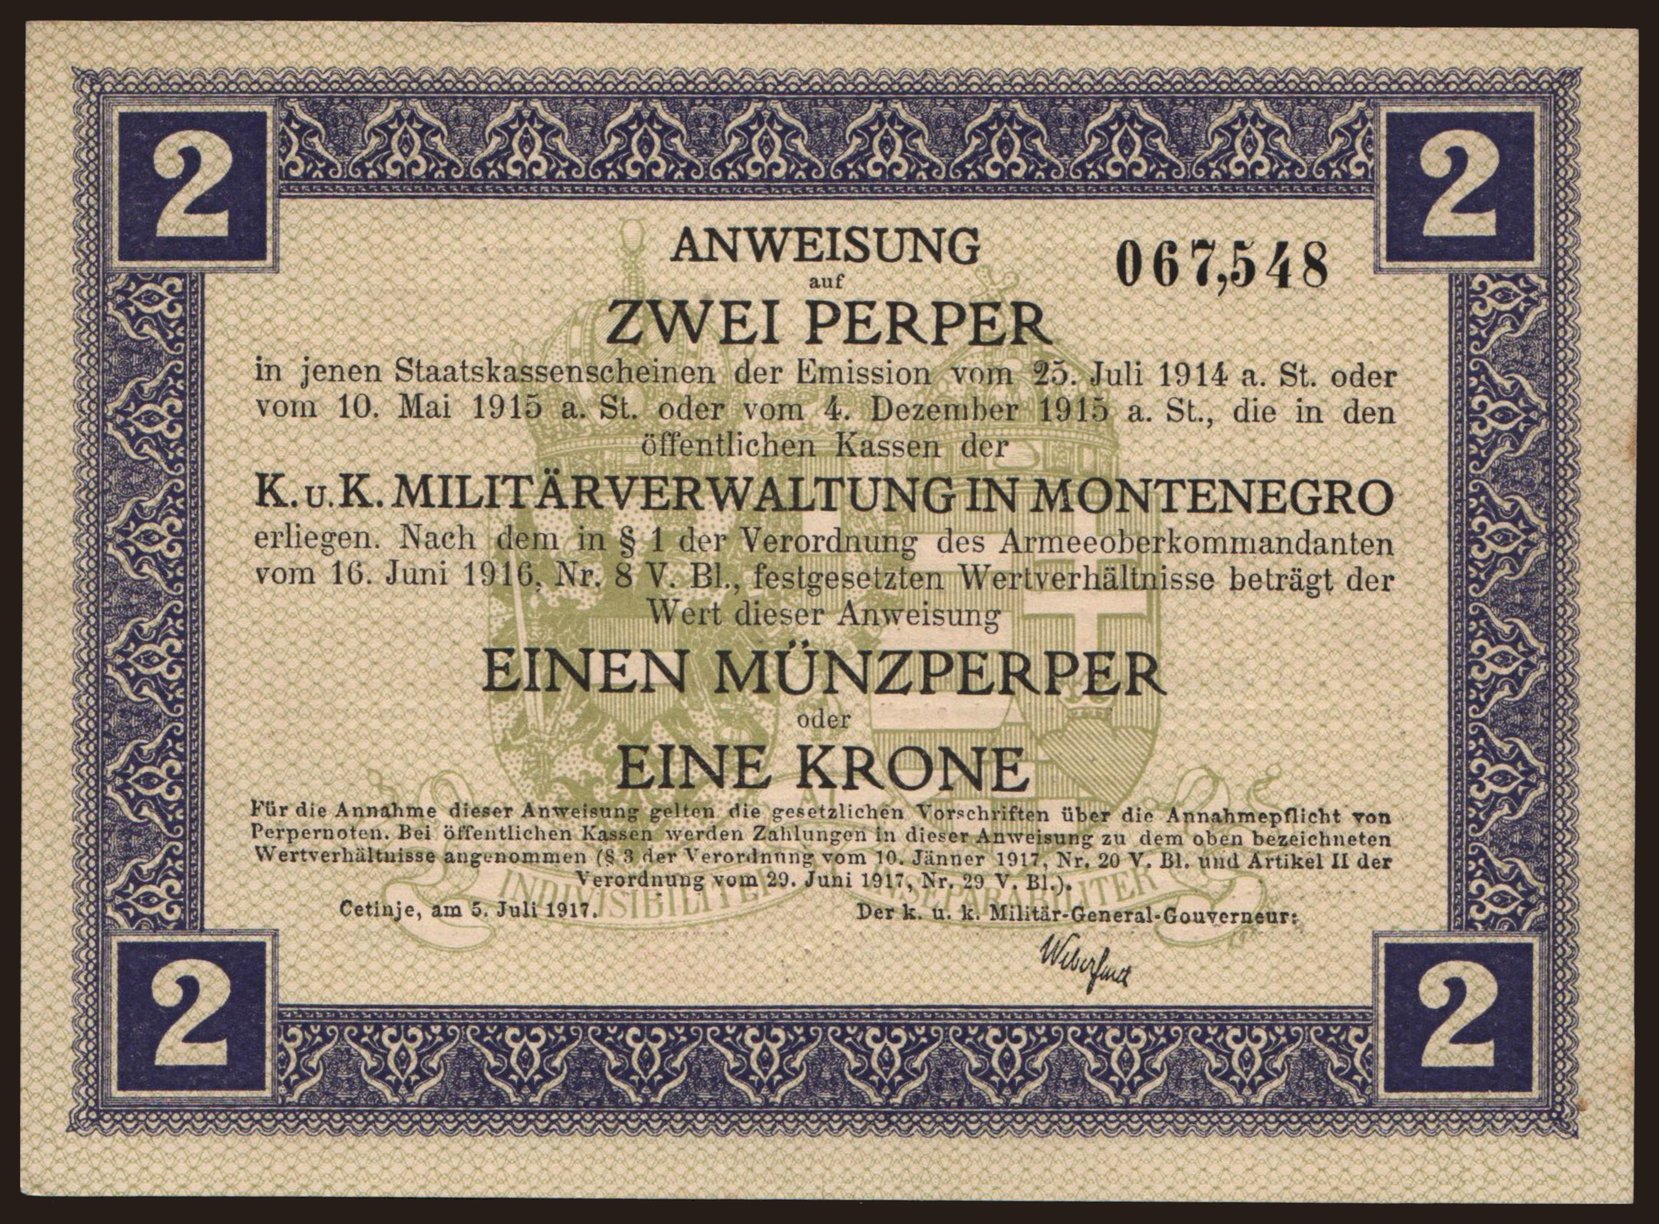 2
2
ANWEISUNG
067,548
auf
ZWEI PERPER
in jenen Staatskassenscheinen der Emission vom 25. Juli 1914 a. St. oder
vom 10. Mai 1915 a. St. oder vom 4. Dezember 1915 a. St., die in den
öffentlichen Kassen der
K. u. K. MILITÄRVERWALTUNG IN MONTENEGRO
erliegen. Nach dem in § 1 der Verordnung des Armeeoberkommandanten
vom 16. Juni 1916, Nr. 8 V. Bl., festgesetzten Wertverhältnisse beträgt der
Wert dieser Anweisung
EINEN MÜNZPERPER
oder
EINE KRONE
Für die Annahme dieser Anweisung gelten die gesetzlichen Vorschriften über die Annahmepflicht von
Perpernoten. Bei öffentlichen Kassen werden Zahlungen in dieser Anweisung zu dem oben bezeichneten
Wertverhältnisse angenommen (§ 3 der Verordnung vom 10. Jänner 1917, Nr. 20 V. Bl. und Artikel II der
Verordnung vom 29. Juni 1917, Nr. 29 V. Bl.).
INDIVISIBILITER AC INSEPARABILITER
Cetinje, am 5. Juli 1917.
Der k. u. k. Militär-General-Gouverneur:
2
2